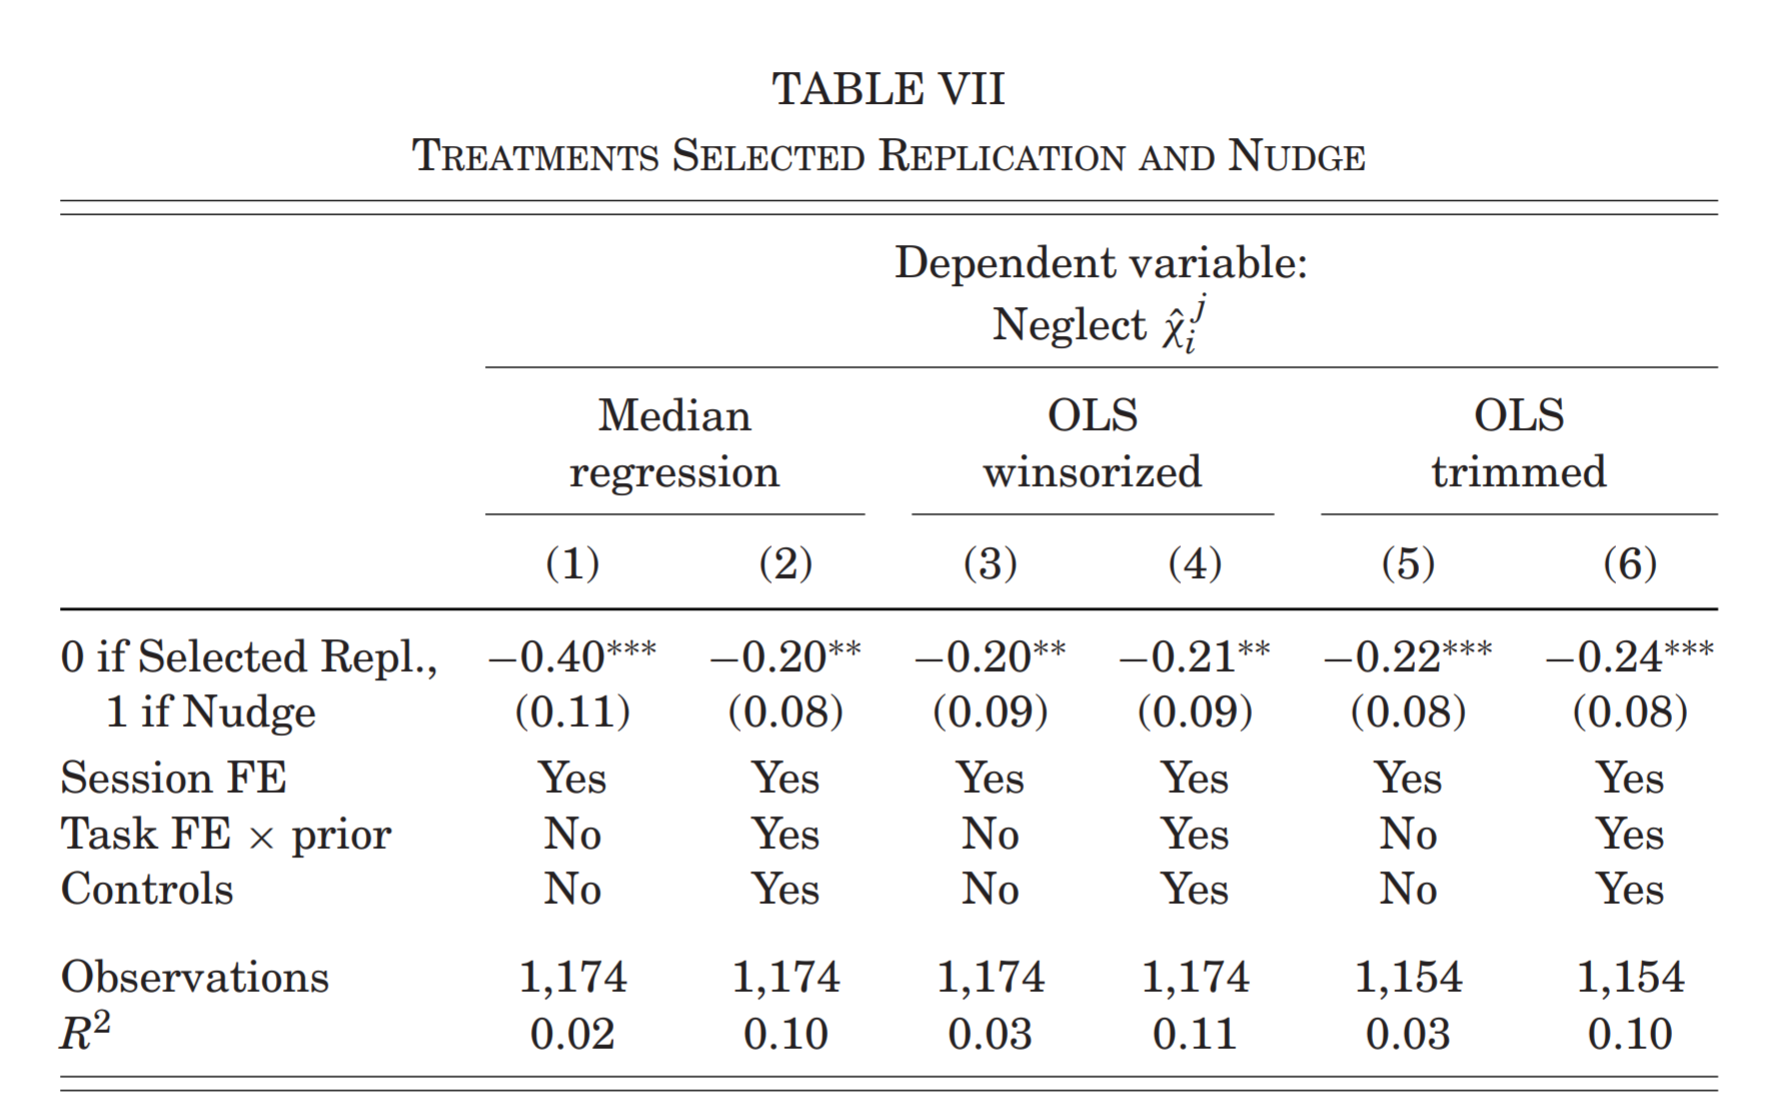 TABLE VII
TREATMENTS SELECTED REPLICATION AND NUDGE
Dependent variable:
Neglect χ̂ᵢʲ
Median regression OLS winsorized OLS trimmed
(1) (2) (3) (4) (5) (6)
0 if Selected Repl., −0.40*** −0.20** −0.20** −0.21** −0.22*** −0.24***
1 if Nudge (0.11) (0.08) (0.09) (0.09) (0.08) (0.08)
Session FE Yes Yes Yes Yes Yes Yes
Task FE × prior No Yes No Yes No Yes
Controls No Yes No Yes No Yes
Observations 1,174 1,174 1,174 1,174 1,154 1,154
R² 0.02 0.10 0.03 0.11 0.03 0.10